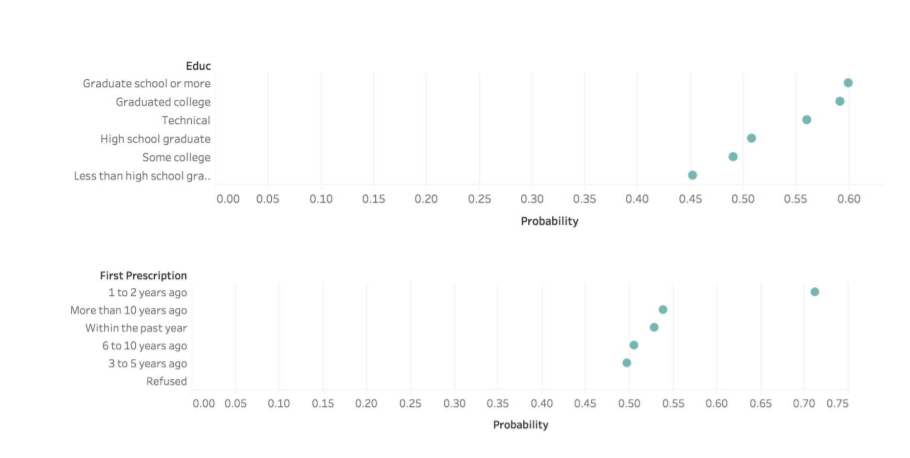 Educ
Graduate school or more
Graduated college
Technical
High school graduate
Some college
Less than high school gra..
0.00 0.05 0.10 0.15 0.20 0.25 0.30 0.35 0.40 0.45 0.50 0.55 0.60
Probability
First Prescription
1 to 2 years ago
More than 10 years ago
Within the past year
6 to 10 years ago
3 to 5 years ago
Refused
0.00 0.05 0.10 0.15 0.20 0.25 0.30 0.35 0.40 0.45 0.50 0.55 0.60 0.65 0.70 0.75
Probability